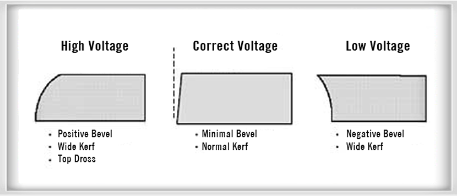 High Voltage
Correct Voltage
Low Voltage
• Positive Bevel
• Wide Kerf
• Top Dross
• Minimal Bevel
• Normal Kerf
• Negative Bevel
• Wide Kerf